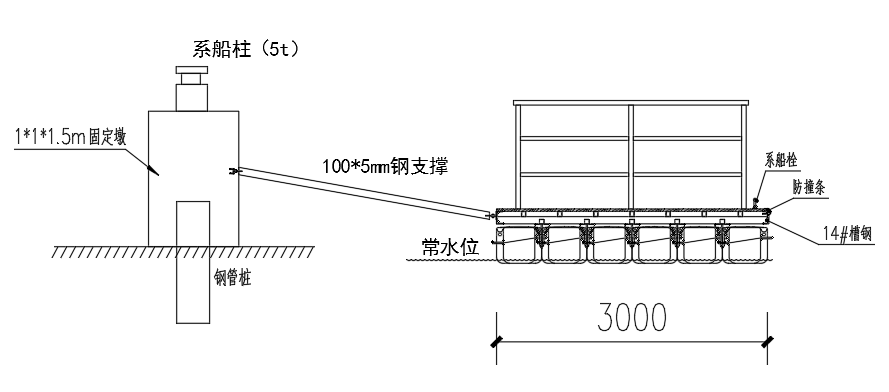 系船柱（5t）
1*1*1.5m固定墩
100*5mm钢支撑
系船栓
防撞条
14#槽钢
常水位
钢管桩
3000